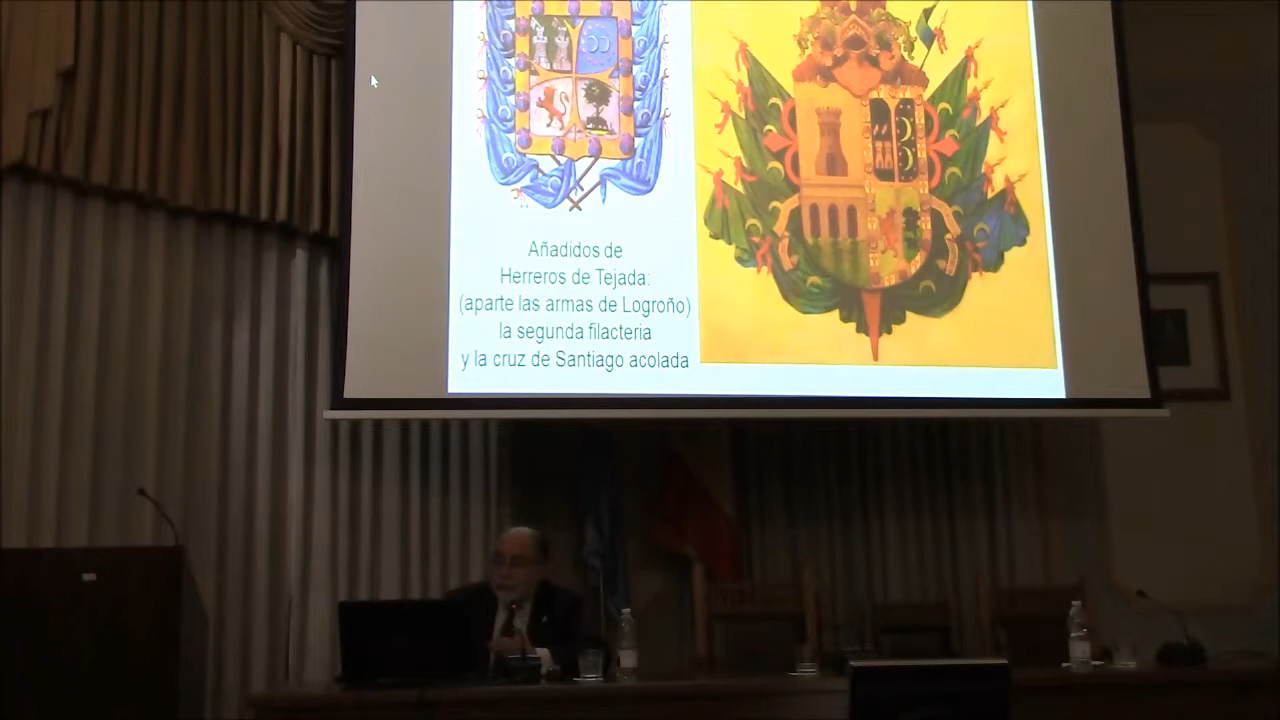 Añadidos de
Herreros de Tejada:
(aparte las armas de Logroño)
la segunda filacteria
y la cruz de Santiago acolada